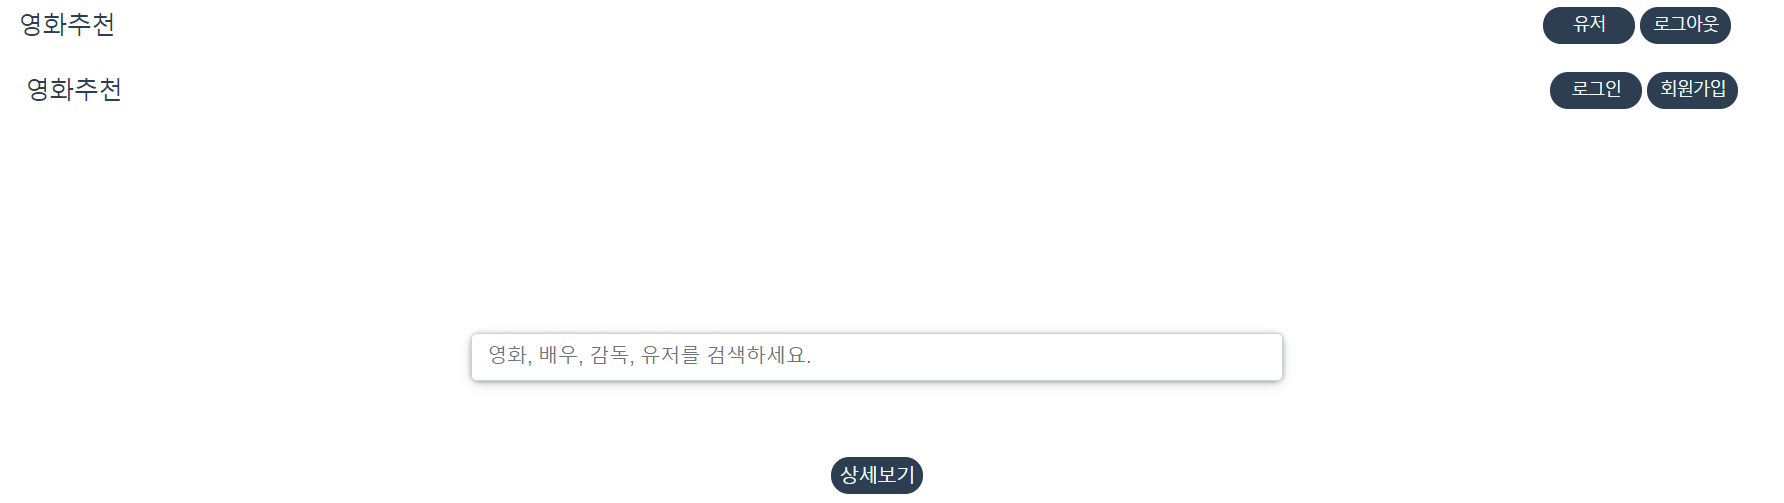 영화추천 유저 로그아웃
영화추천 로그인 회원가입
영화, 배우, 감독, 유저를 검색하세요.
상세보기